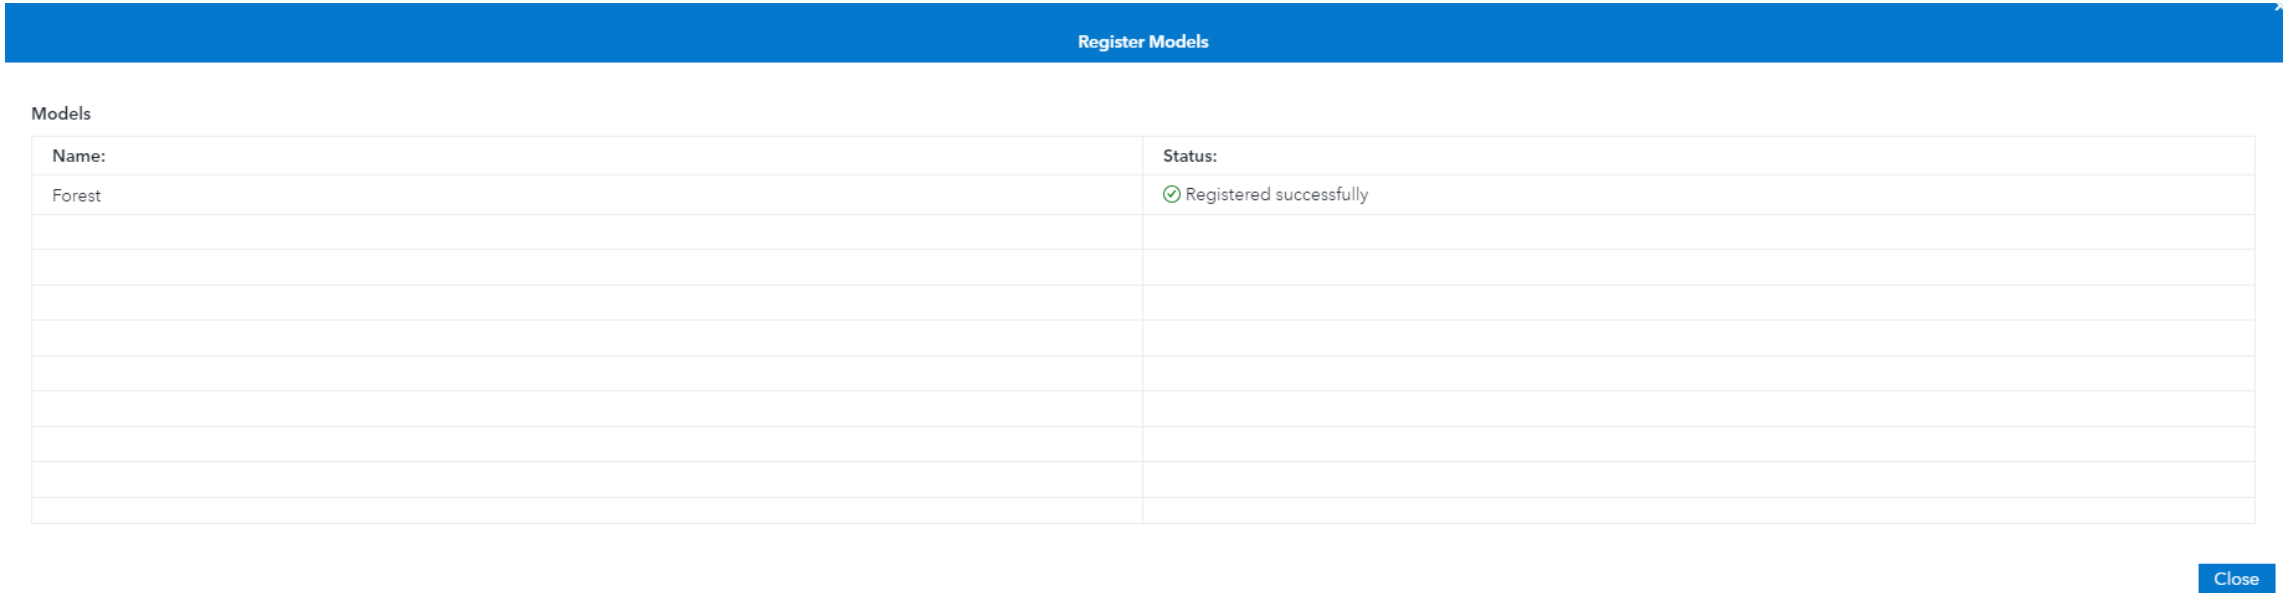 Register Models
Models
Name: Status:
Forest Registered successfully
Close